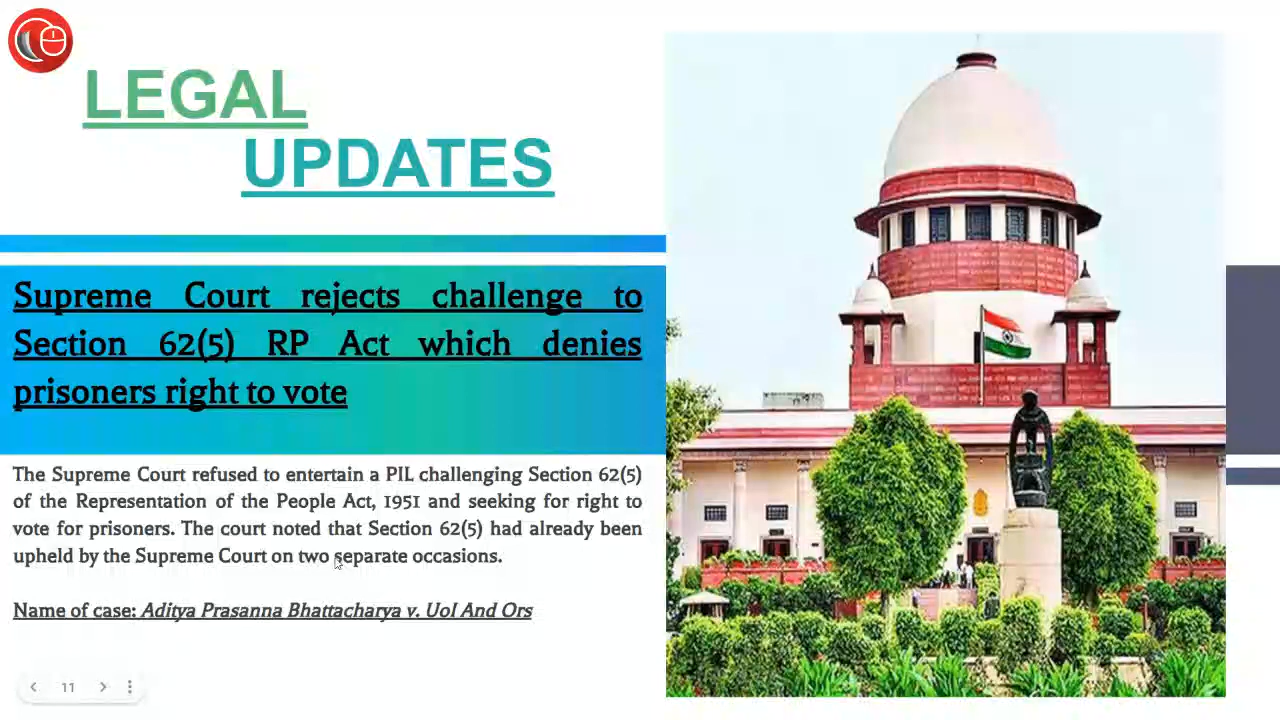 LEGAL
UPDATES
Supreme Court rejects challenge to
Section 62(5) RP Act which denies
prisoners right to vote
The Supreme Court refused to entertain a PIL challenging Section 62(5)
of the Representation of the People Act, 1951 and seeking for right to
vote for prisoners. The court noted that Section 62(5) had already been
upheld by the Supreme Court on two separate occasions.
Name of case: Aditya Prasanna Bhattacharya v. UoI And Ors
11